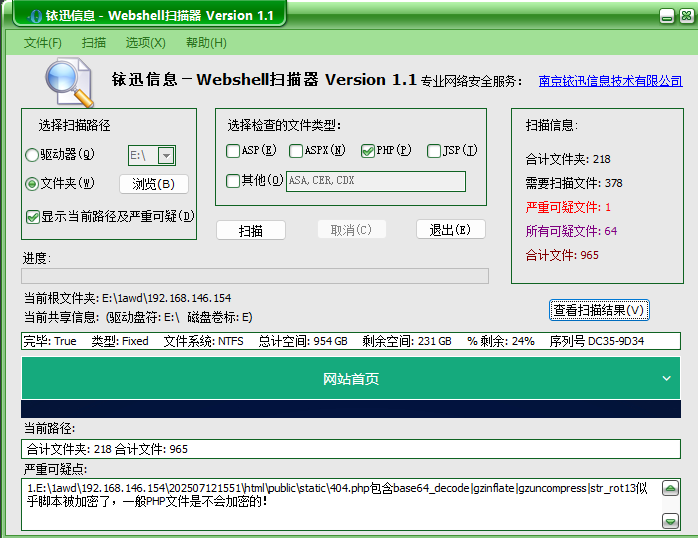 铱迅信息 - Webshell扫描器 Version 1.1
文件(F) 扫描 选项(X) 帮助(H)
铱迅信息－Webshell扫描器 Version 1.1 专业网络安全服务： 南京铱迅信息技术有限公司
选择扫描路径
驱动器(Q) E:\
文件夹(W) 浏览(B)
显示当前路径及严重可疑(D)
选择检查的文件类型:
ASP(E) ASPX(N) PHP(P) JSP(T)
其他(O) ASA,CER,CDX
扫描 取消(C) 退出(E)
扫描信息:
合计文件夹: 218
需要扫描文件: 378
严重可疑文件: 1
所有可疑文件: 64
合计文件: 965
进度:
当前根文件夹: E:\1awd\192.168.146.154
当前共享信息: (驱动盘符: E:\ 磁盘卷标: E)
查看扫描结果(V)
完毕: True 类型: Fixed 文件系统: NTFS 总计空间: 954 GB 剩余空间: 231 GB % 剩余: 24% 序列号 DC35-9D34
网站首页
当前路径:
合计文件夹: 218 合计文件: 965
严重可疑点:
1.E:\1awd\192.168.146.154\202507121551\html\public\static\404.php包含base64_decode|gzinflate|gzuncompress|str_rot13似
乎脚本被加密了，一般PHP文件是不会加密的!